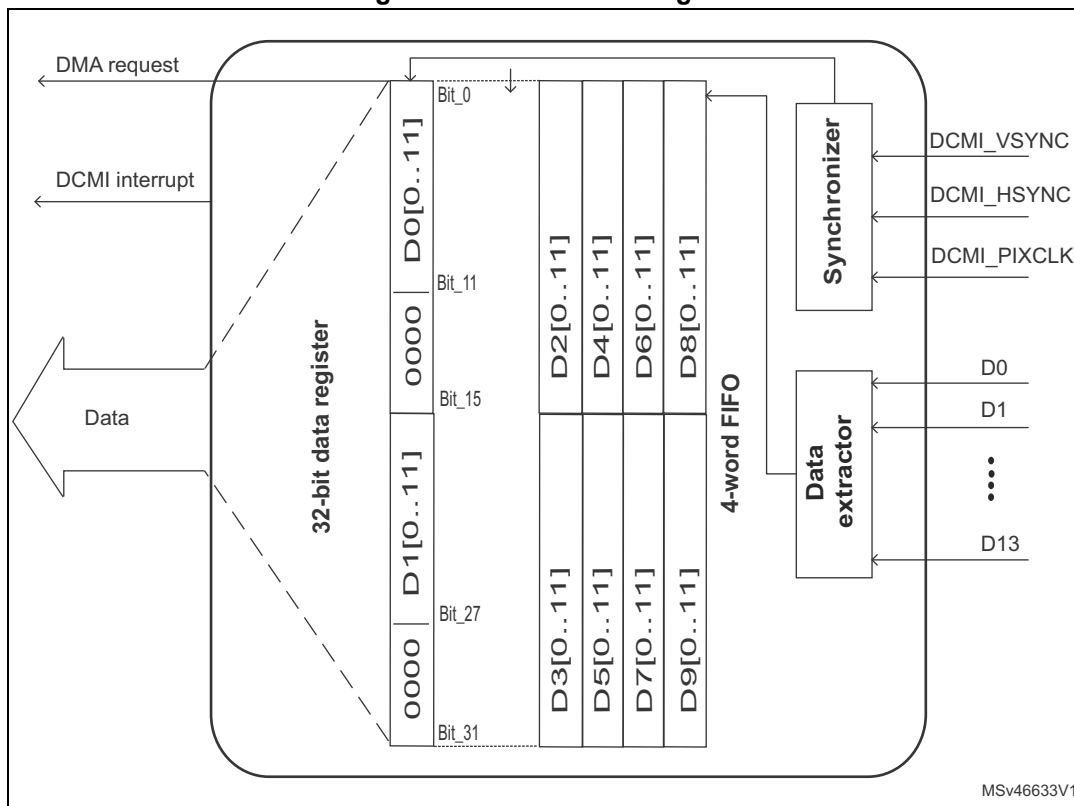 DMA request
DCMI interrupt
Data
32-bit data register
D0[0..11]
0000
D1[0..11]
0000
Bit_0
Bit_11
Bit_15
Bit_27
Bit_31
D2[0..11]
D4[0..11]
D6[0..11]
D8[0..11]
D3[0..11]
D5[0..11]
D7[0..11]
D9[0..11]
4-word FIFO
Synchronizer
Data
extractor
DCMI_VSYNC
DCMI_HSYNC
DCMI_PIXCLK
D0
D1
D13
MSv46633V1